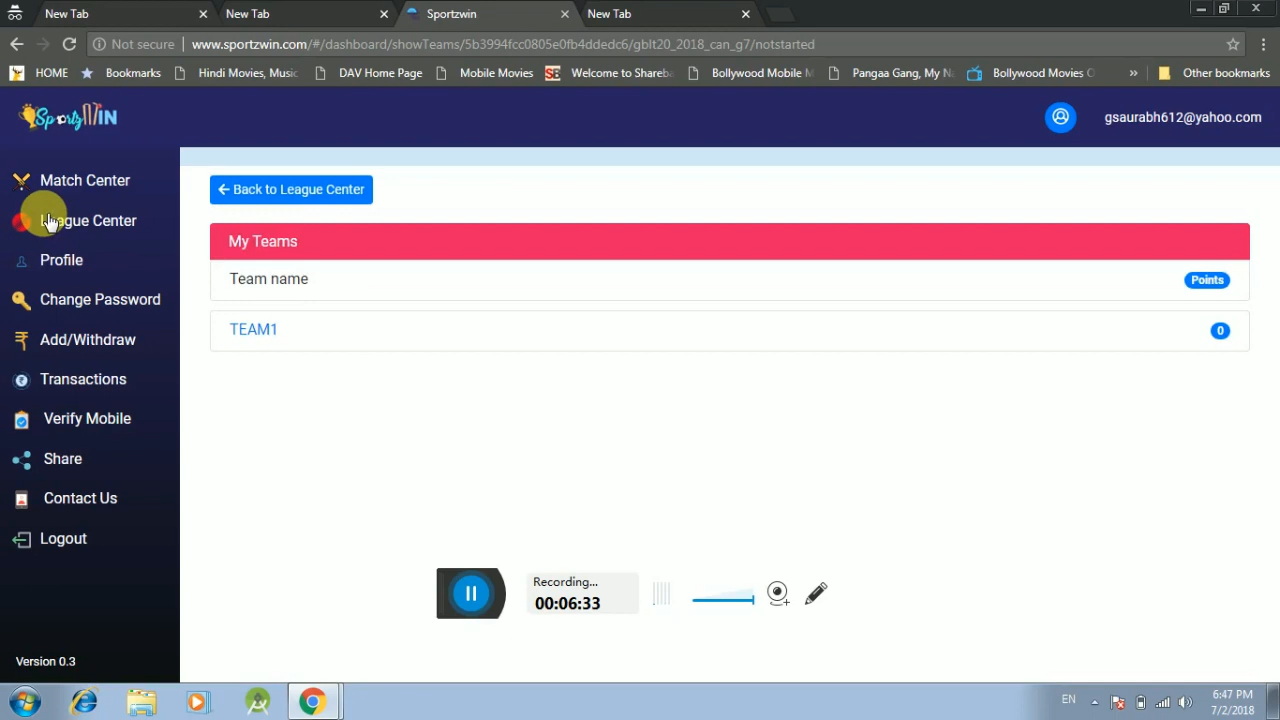 New Tab
New Tab
Sportzwin
New Tab
Not secure www.sportzwin.com/#/dashboard/showTeams/5b3994fcc0805e0fb4ddedc6/gblt20_2018_can_g7/notstarted
HOME Bookmarks Hindi Movies, Music DAV Home Page Mobile Movies SB Welcome to Shareba Bollywood Mobile M Pangaa Gang, My Na Bollywood Movies O » Other bookmarks
SportzWIN
gsaurabh612@yahoo.com
Match Center
League Center
Profile
Change Password
Add/Withdraw
Transactions
Verify Mobile
Share
Contact Us
Logout
Version 0.3
Back to League Center
My Teams
Team name Points
TEAM1 0
Recording...
00:06:33
EN
6:47 PM
7/2/2018